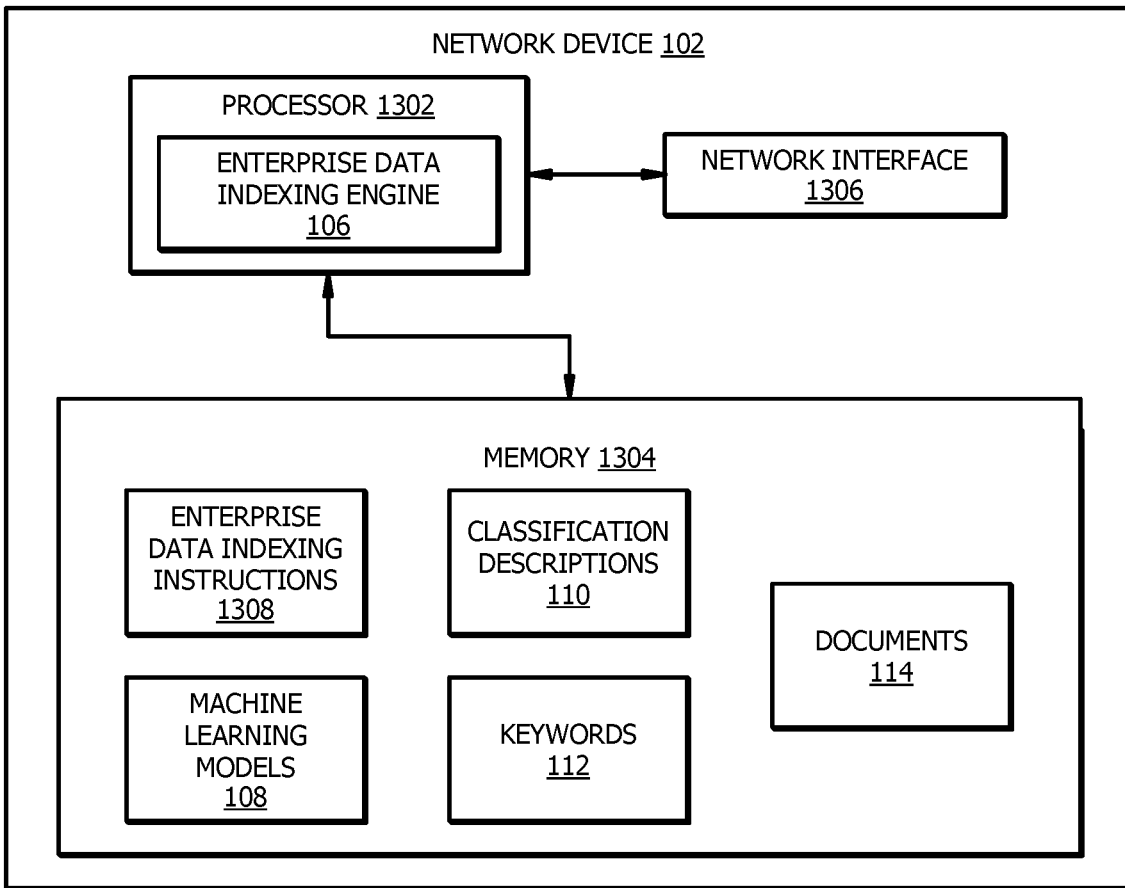 NETWORK DEVICE 102
PROCESSOR 1302
ENTERPRISE DATA
INDEXING ENGINE
106
NETWORK INTERFACE
1306
MEMORY 1304
ENTERPRISE
DATA INDEXING
INSTRUCTIONS
1308
CLASSIFICATION
DESCRIPTIONS
110
DOCUMENTS
114
MACHINE
LEARNING
MODELS
108
KEYWORDS
112